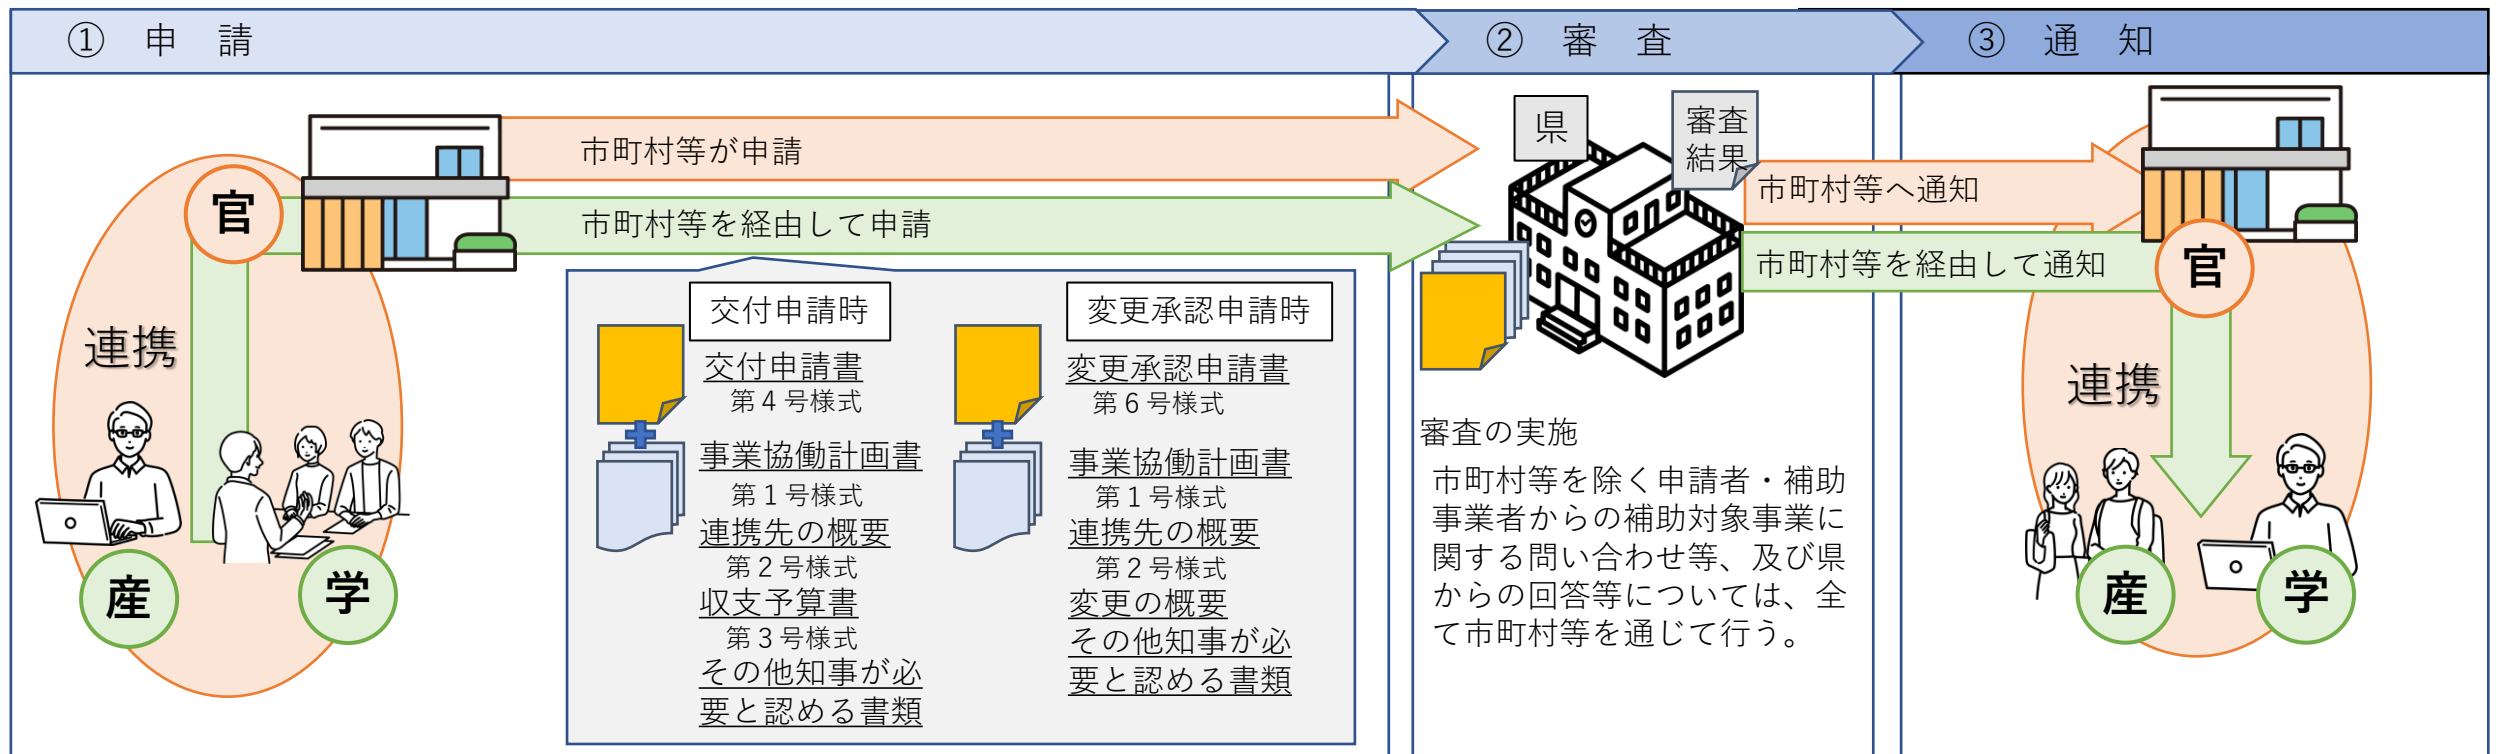 ① 申 請
② 審 査
③ 通 知
市町村等が申請
市町村等を経由して申請
官
連携
産
学
交付申請時
交付申請書
第４号様式
事業協働計画書
第１号様式
連携先の概要
第２号様式
収支予算書
第３号様式
その他知事が必
要と認める書類
変更承認申請時
変更承認申請書
第６号様式
事業協働計画書
第１号様式
連携先の概要
第２号様式
変更の概要
その他知事が必
要と認める書類
県
審査
結果
審査の実施
市町村等を除く申請者・補助
事業者からの補助対象事業に
関する問い合わせ等、及び県
からの回答等については、全
て市町村等を通じて行う。
市町村等へ通知
市町村等を経由して通知
官
連携
産
学